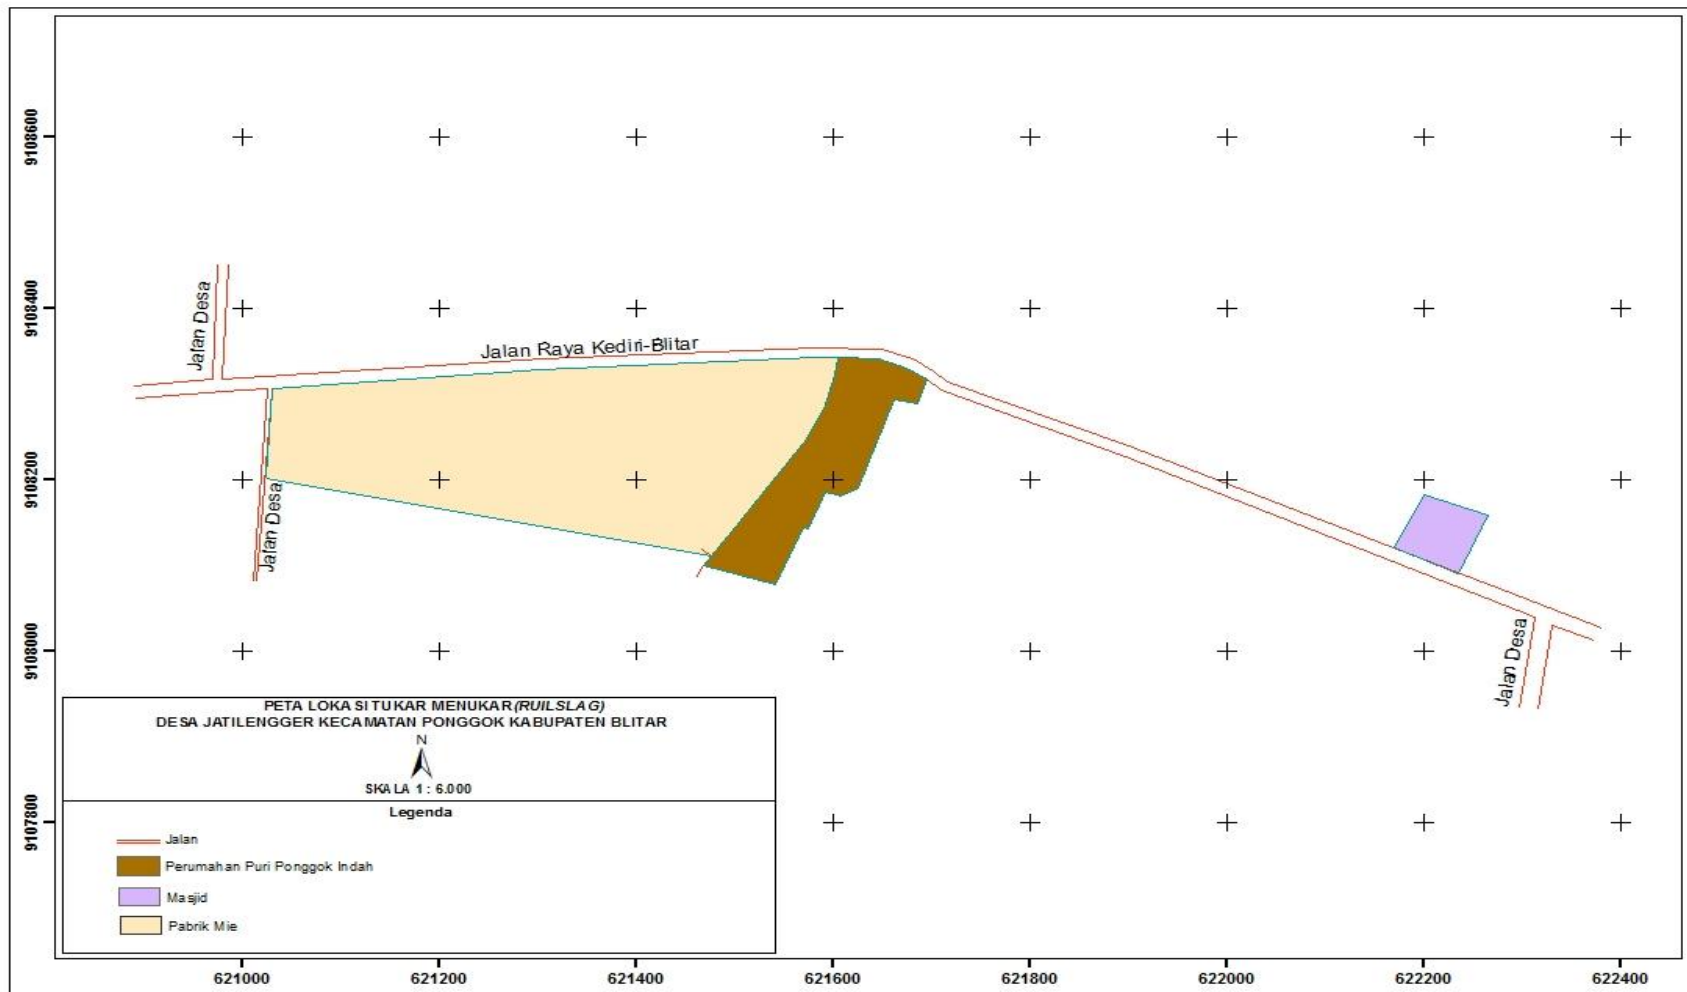 9108600
9108400
9108200
9108000
9107800
Jalan Desa
Jalan Raya Kediri-Blitar
Jalan Desa
Jalan Desa
PETA LOKASI TUKAR MENUKAR (RUILSLAG)
DESA JATILENGGER KECAMATAN PONGGOK KABUPATEN BLITAR
N
SKALA 1 : 6.000
Legenda
Jalan
Perumahan Puri Ponggok Indah
Masjid
Pabrik Mie
621000 621200 621400 621600 621800 622000 622200 622400